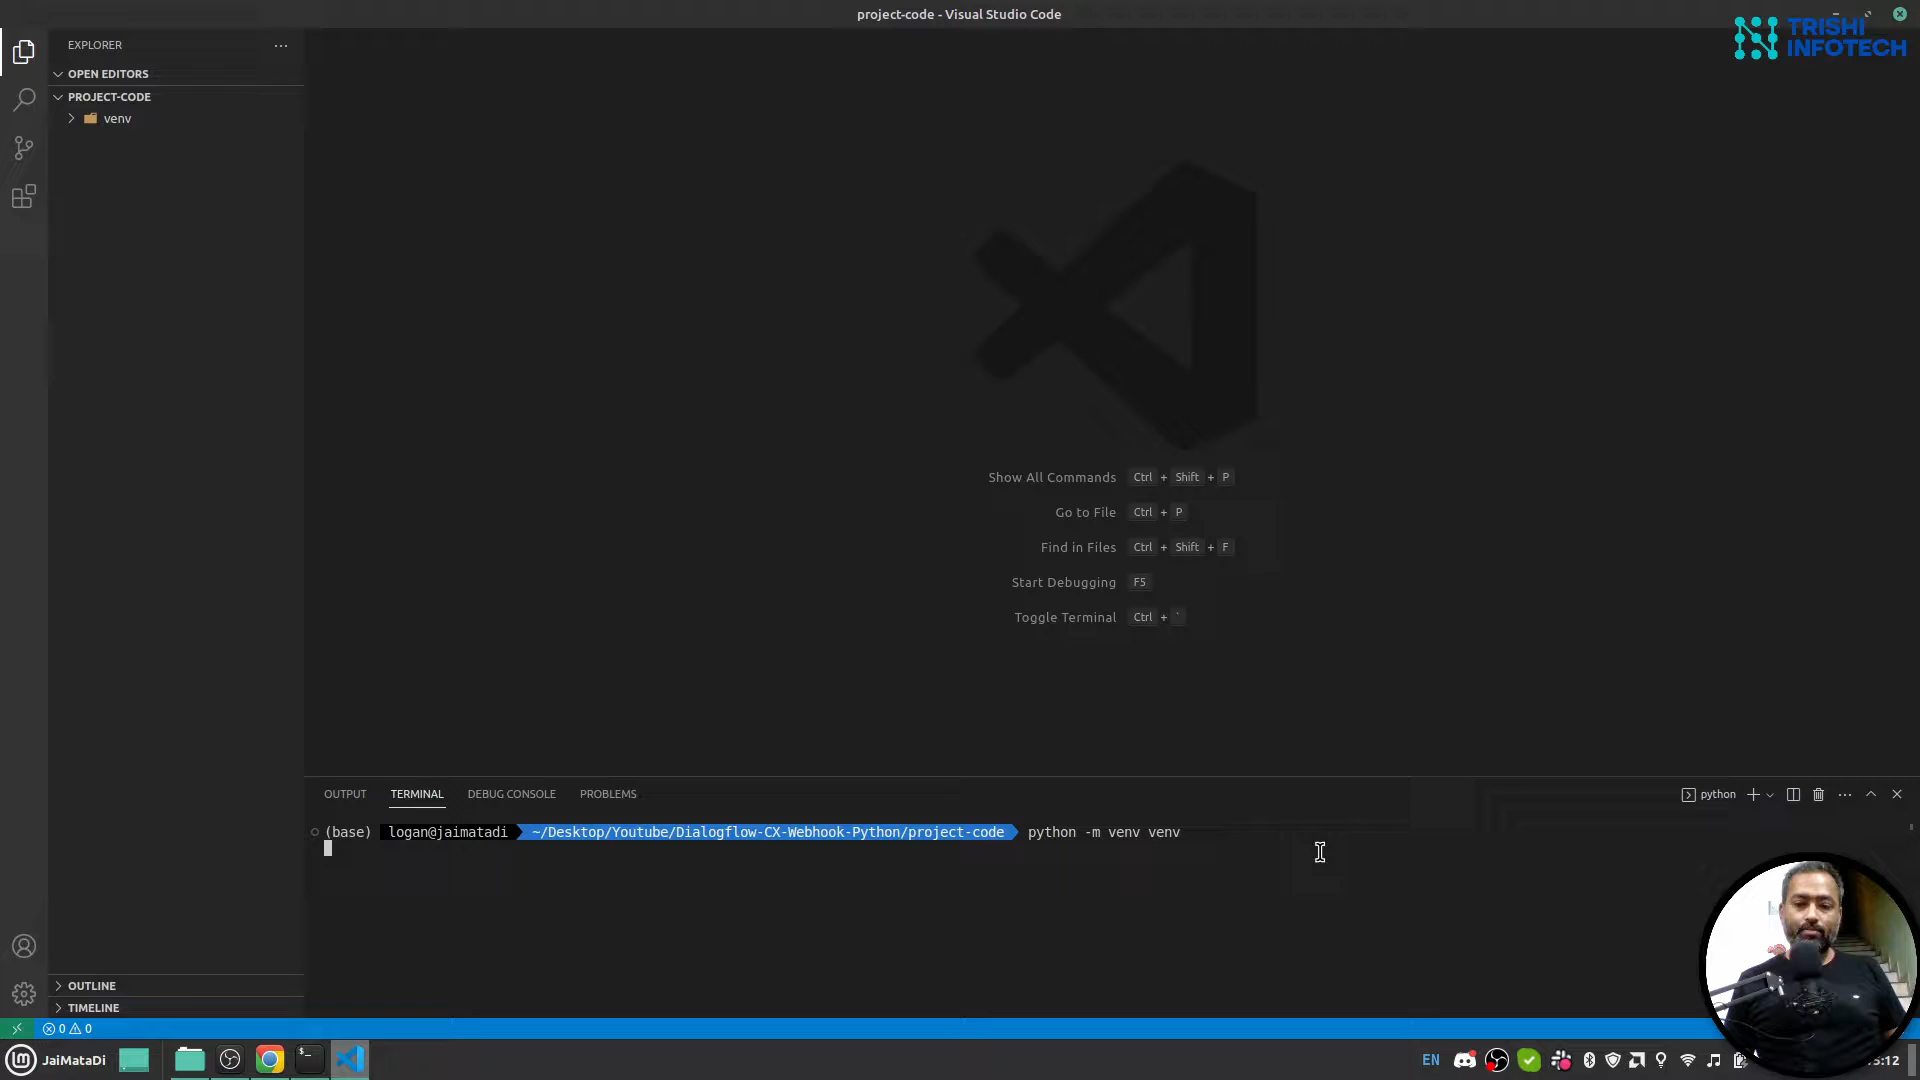 project-code - Visual Studio Code
TRISHI
INFOTECH
EXPLORER
OPEN EDITORS
PROJECT-CODE
venv
Show All Commands Ctrl + Shift + P
Go to File Ctrl + P
Find in Files Ctrl + Shift + F
Start Debugging F5
Toggle Terminal Ctrl + `
OUTPUT TERMINAL DEBUG CONSOLE PROBLEMS
python
(base) logan@jaimatadi ~/Desktop/Youtube/Dialogflow-CX-Webhook-Python/project-code python -m venv venv
OUTLINE
TIMELINE
0 0
JaiMataDi
EN